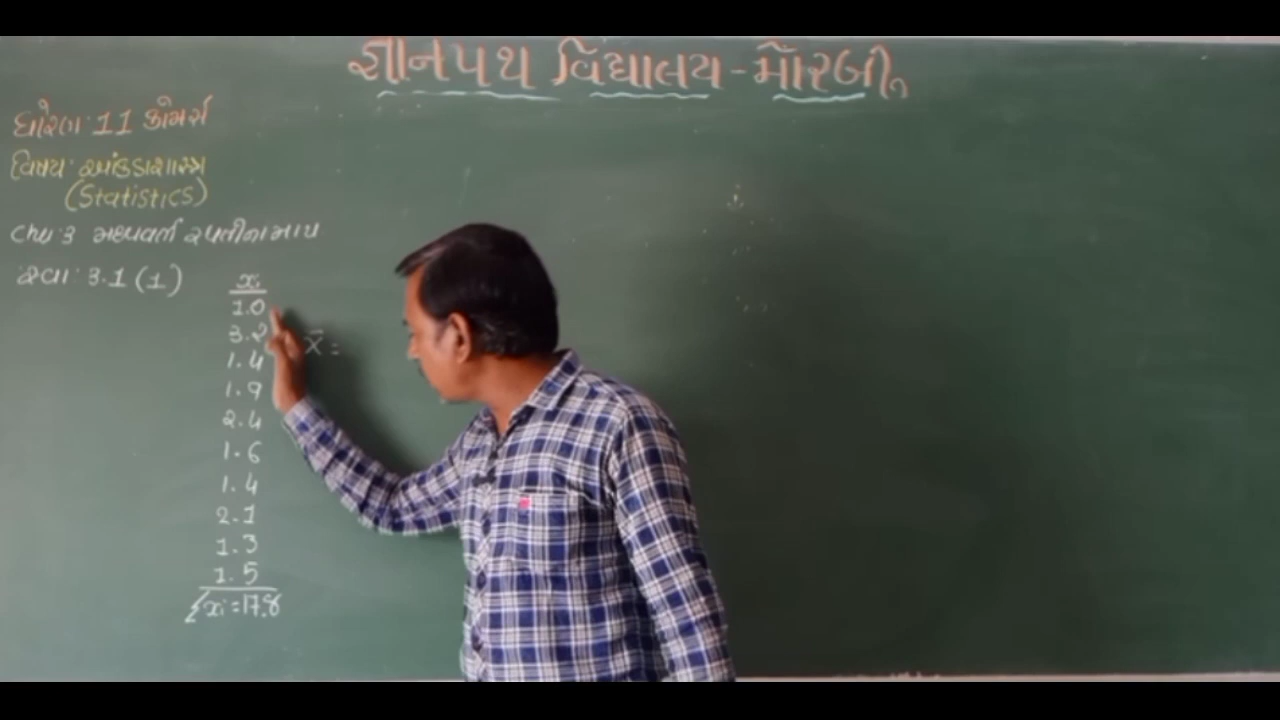 જ્ઞાનપથ વિદ્યાલય - મોરબી.
ધોરણ: 11 કોમર્સ
વિષય: આંકડાશાસ્ત્ર
(Statistics)
ch: 3 મધ્યવર્તી સ્થિતીના માપ
સ્વા: 3.1 (1)
xi
1.0
3.2
1.4
1.9
2.4
1.6
1.4
2.1
1.3
1.5
Σxi = 17.8
x̄ =